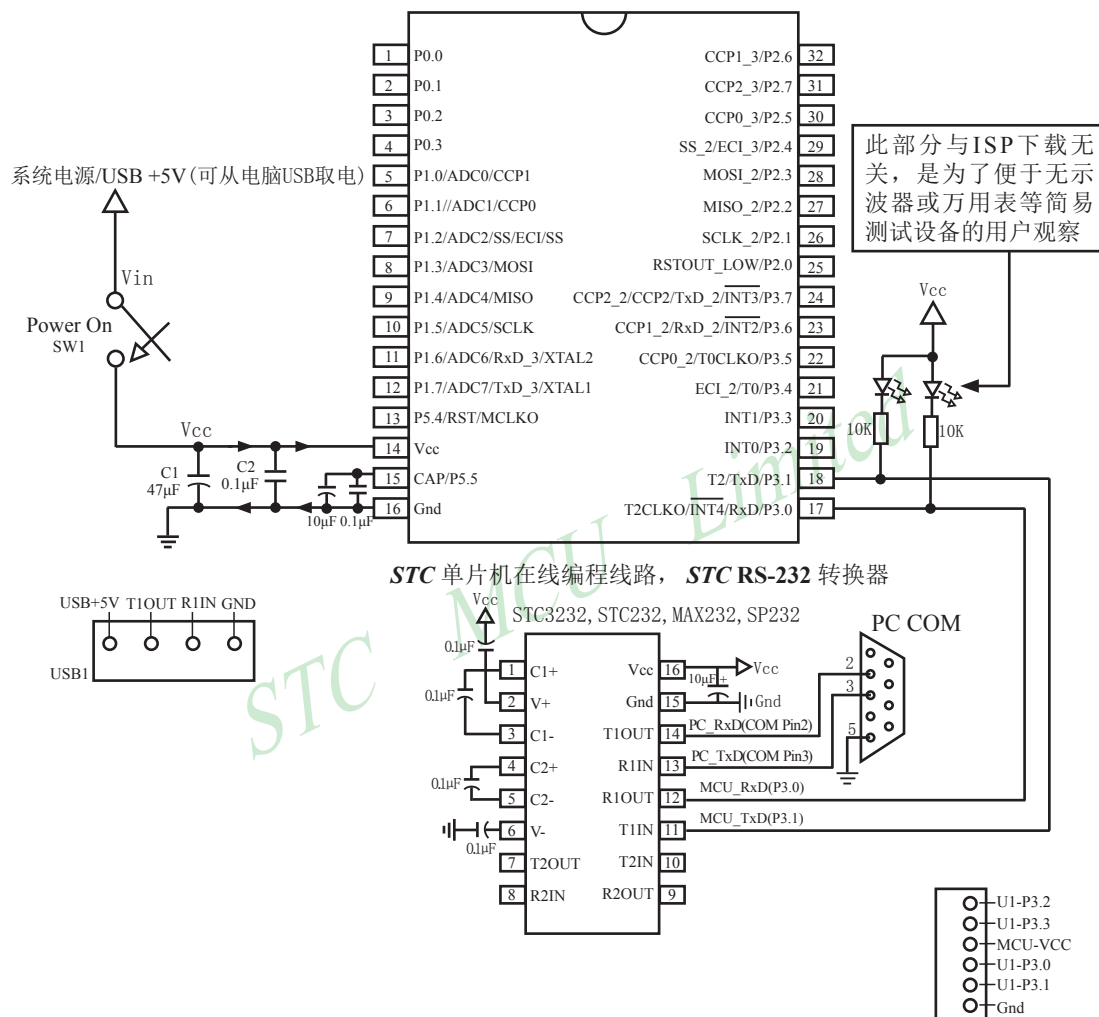 1 P0.0
2 P0.1
3 P0.2
4 P0.3
5 P1.0/ADC0/CCP1
6 P1.1//ADC1/CCP0
7 P1.2/ADC2/SS/ECI/SS
8 P1.3/ADC3/MOSI
9 P1.4/ADC4/MISO
10 P1.5/ADC5/SCLK
11 P1.6/ADC6/RxD_3/XTAL2
12 P1.7/ADC7/TxD_3/XTAL1
13 P5.4/RST/MCLKO
14 Vcc
15 CAP/P5.5
16 Gnd
CCP1_3/P2.6 32
CCP2_3/P2.7 31
CCP0_3/P2.5 30
SS_2/ECI_3/P2.4 29
MOSI_2/P2.3 28
MISO_2/P2.2 27
SCLK_2/P2.1 26
RSTOUT_LOW/P2.0 25
CCP2_2/CCP2/TxD_2/INT3/P3.7 24
CCP1_2/RxD_2/INT2/P3.6 23
CCP0_2/T0CLKO/P3.5 22
ECI_2/T0/P3.4 21
INT1/P3.3 20
INT0/P3.2 19
T2/TxD/P3.1 18
T2CLKO/INT4/RxD/P3.0 17
系统电源/USB +5V(可从电脑USB取电)
Vin
Power On
SW1
Vcc
C1
47μF
C2
0.1μF
10μF 0.1μF
此部分与ISP下载无
关，是为了便于无示
波器或万用表等简易
测试设备的用户观察
Vcc
10K
10K
STC 单片机在线编程线路， STC RS-232 转换器
STC3232,STC232,MAX232,SP232
USB+5V T1OUT R1IN GND
USB1
Vcc
0.1μF
0.1μF
0.1μF
0.1μF
1 C1+
2 V+
3 C1-
4 C2+
5 C2-
6 V-
7 T2OUT
8 R2IN
Vcc 16
Gnd 15
T1OUT 14
R1IN 13
R1OUT 12
T1IN 11
T2IN 10
R2OUT 9
Vcc
10μF +
Gnd
PC_RxD(COM Pin2)
PC_TxD(COM Pin3)
MCU_RxD(P3.0)
MCU_TxD(P3.1)
PC COM
2
3
5
U1-P3.2
U1-P3.3
MCU-VCC
U1-P3.0
U1-P3.1
Gnd
STC MCU Limited